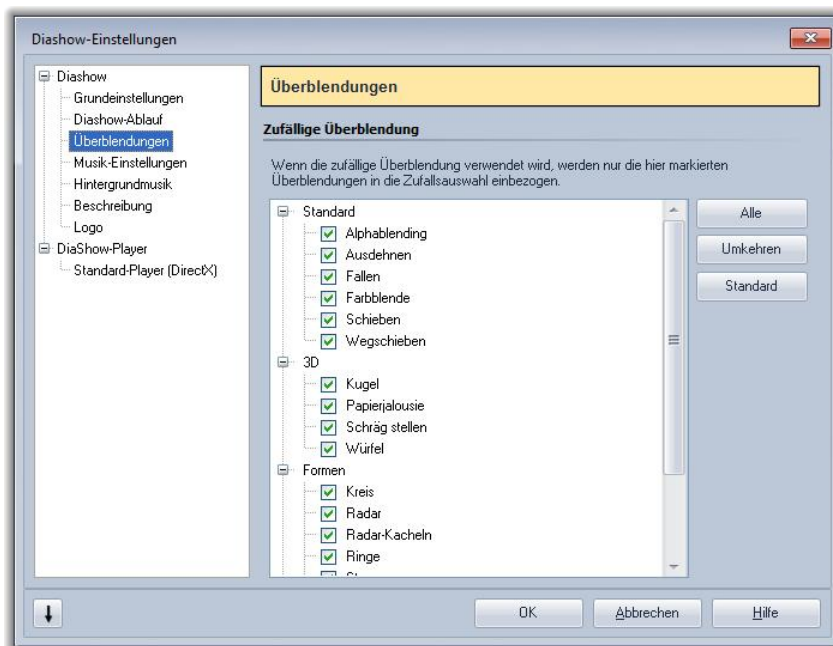 Diashow-Einstellungen
Diashow
Grundeinstellungen
Diashow-Ablauf
Überblendungen
Musik-Einstellungen
Hintergrundmusik
Beschreibung
Logo
DiaShow-Player
Standard-Player (DirectX)
Überblendungen
Zufällige Überblendung
Wenn die zufällige Überblendung verwendet wird, werden nur die hier markierten
Überblendungen in die Zufallsauswahl einbezogen.
Standard
Alphablending
Ausdehnen
Fallen
Farbblende
Schieben
Wegschieben
3D
Kugel
Papierjalousie
Schräg stellen
Würfel
Formen
Kreis
Radar
Radar-Kacheln
Ringe
Alle
Umkehren
Standard
OK
Abbrechen
Hilfe